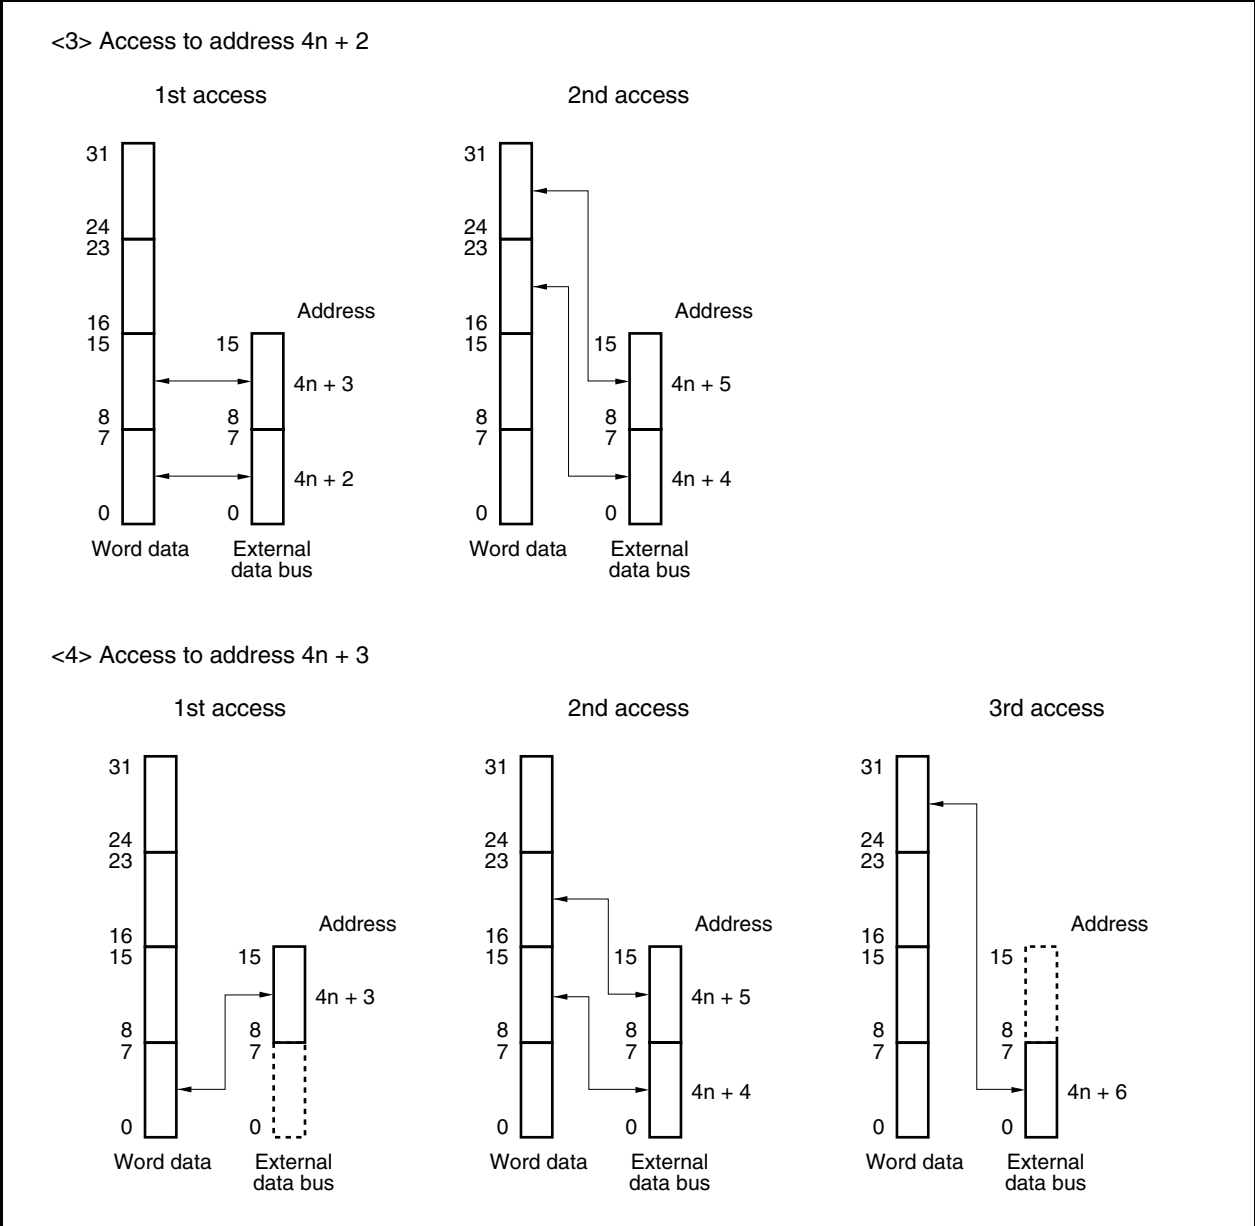 <3> Access to address 4n + 2
1st access
31
24
23
16
15
8
7
0
Word data
Address
15
4n + 3
8
7
4n + 2
0
External
data bus
2nd access
31
24
23
16
15
8
7
0
Word data
Address
15
4n + 5
8
7
4n + 4
0
External
data bus
<4> Access to address 4n + 3
1st access
31
24
23
16
15
8
7
0
Word data
Address
15
4n + 3
8
7
0
External
data bus
2nd access
31
24
23
16
15
8
7
0
Word data
Address
15
4n + 5
8
7
4n + 4
0
External
data bus
3rd access
31
24
23
16
15
8
7
0
Word data
Address
15
8
7
4n + 6
0
External
data bus